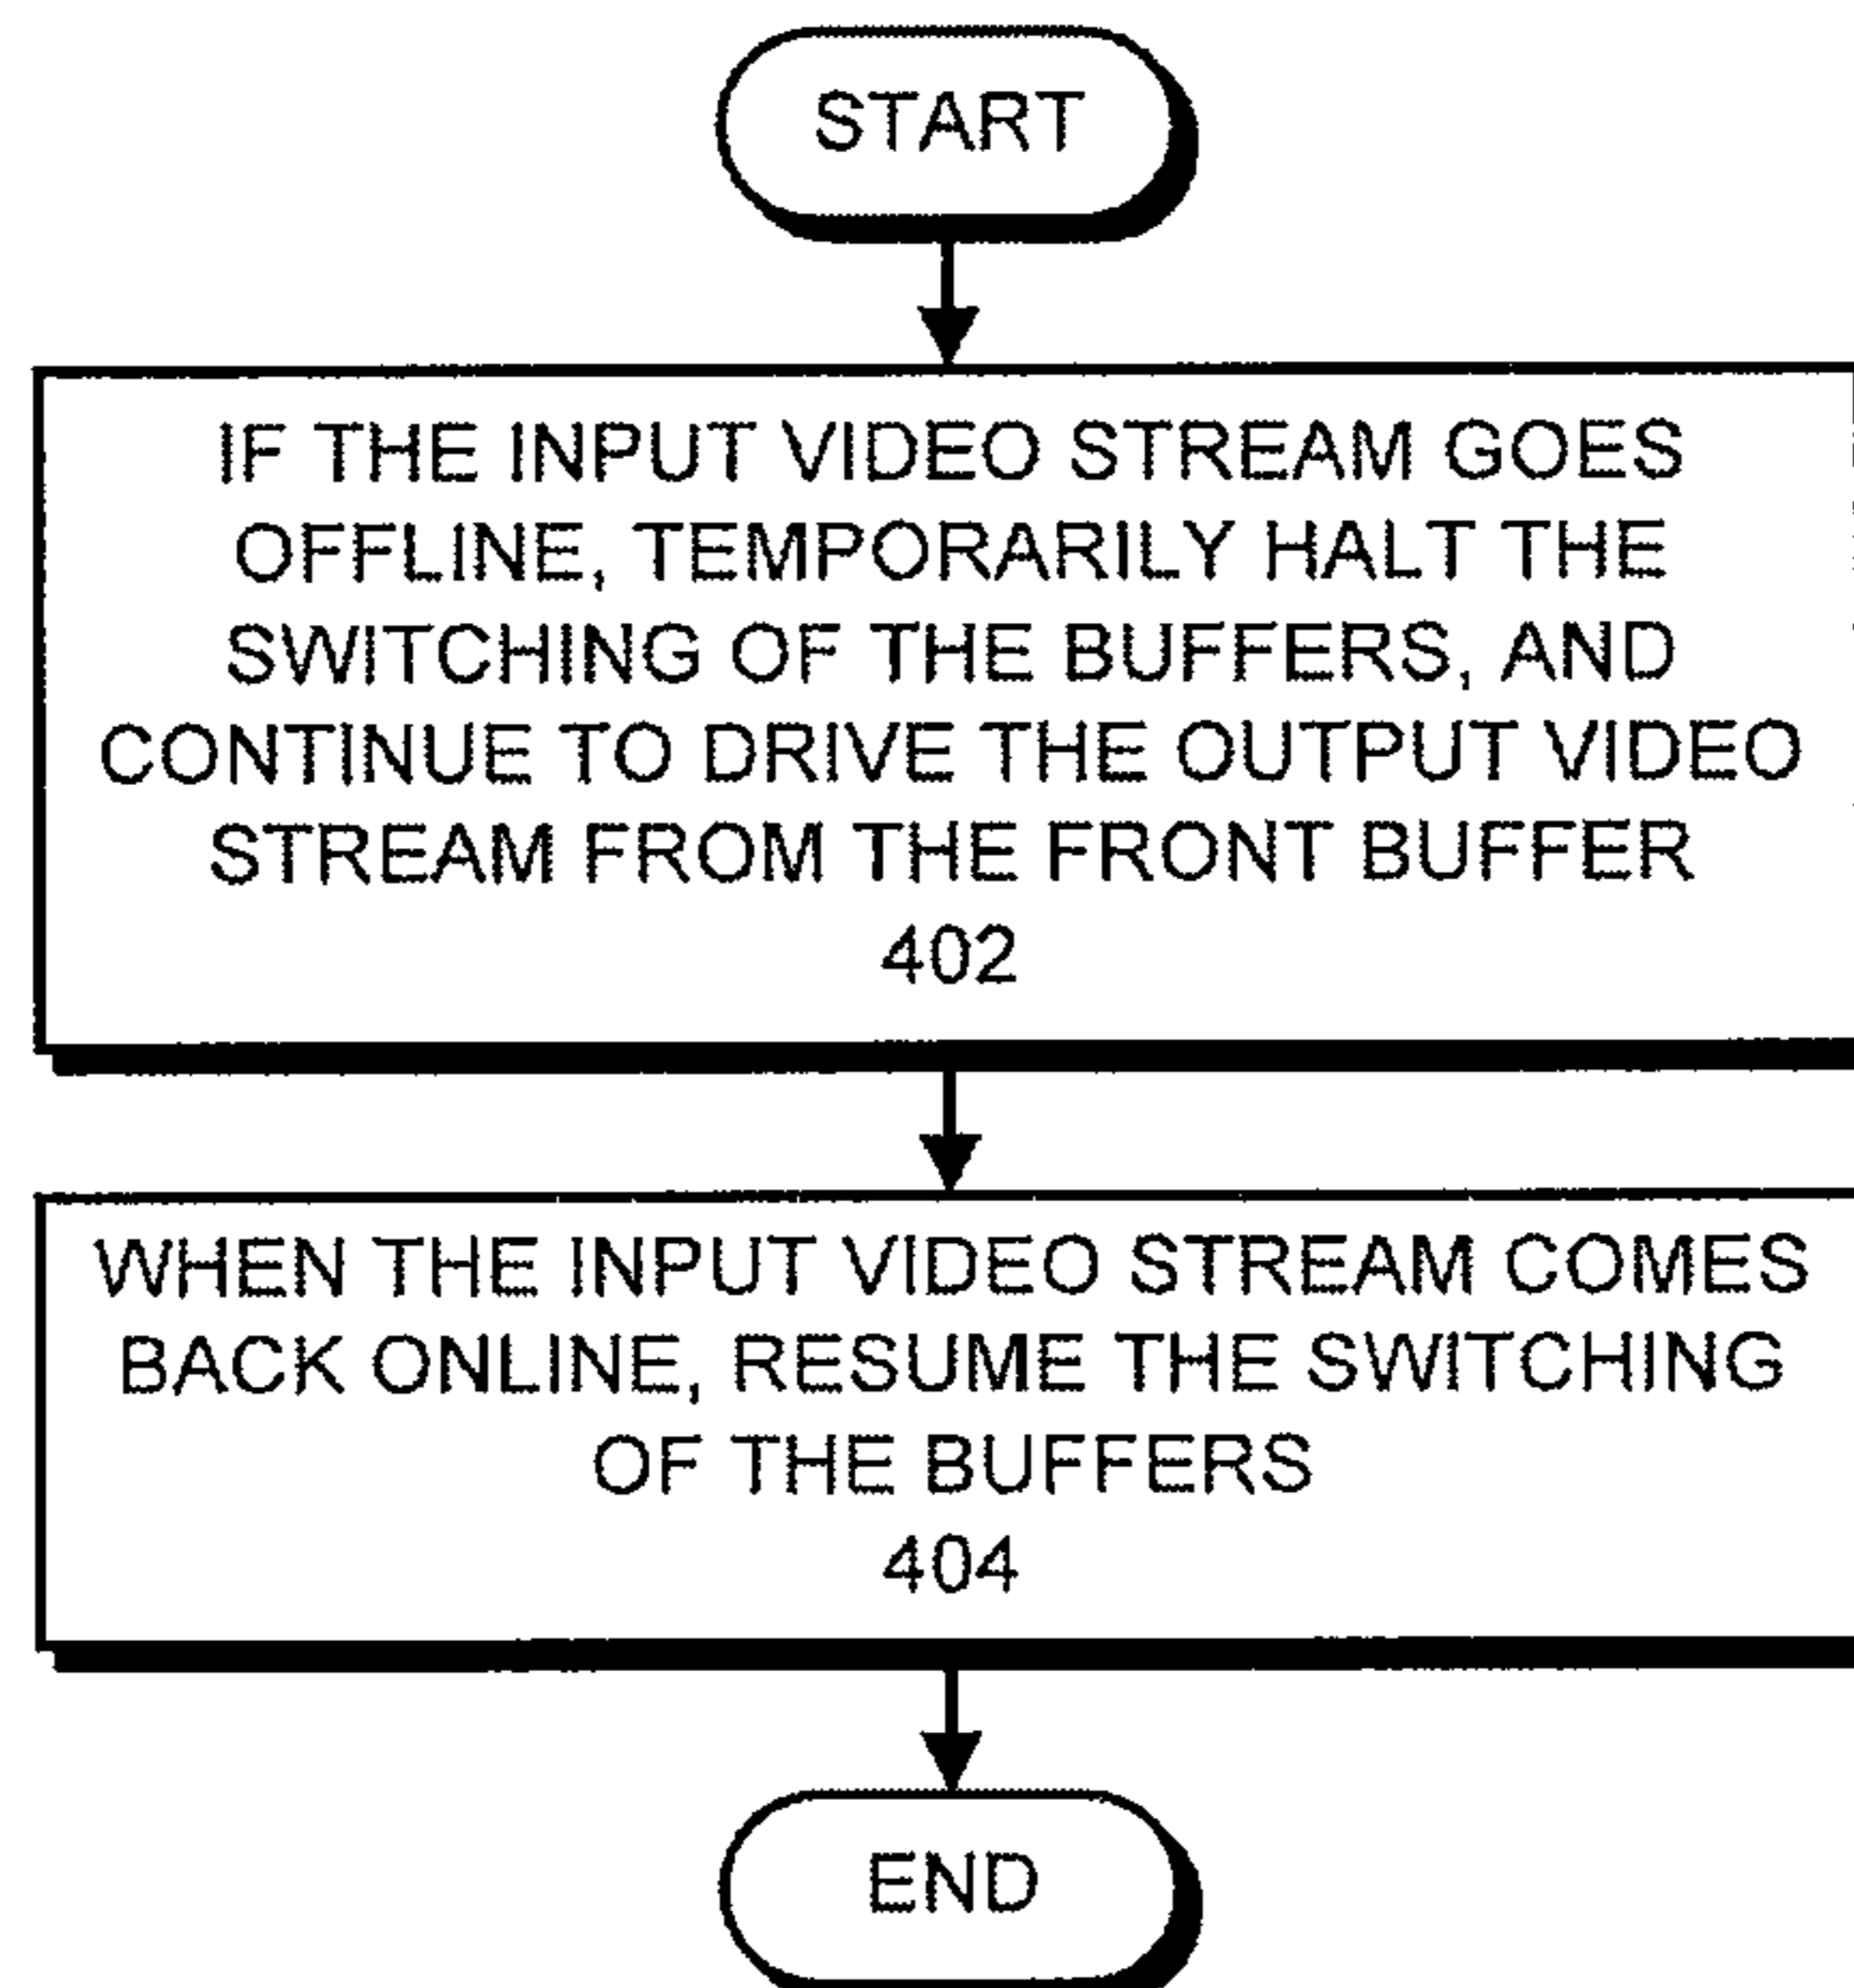 START
IF THE INPUT VIDEO STREAM GOES
OFFLINE, TEMPORARILY HALT THE
SWITCHING OF THE BUFFERS, AND
CONTINUE TO DRIVE THE OUTPUT VIDEO
STREAM FROM THE FRONT BUFFER
402
WHEN THE INPUT VIDEO STREAM COMES
BACK ONLINE, RESUME THE SWITCHING
OF THE BUFFERS
404
END